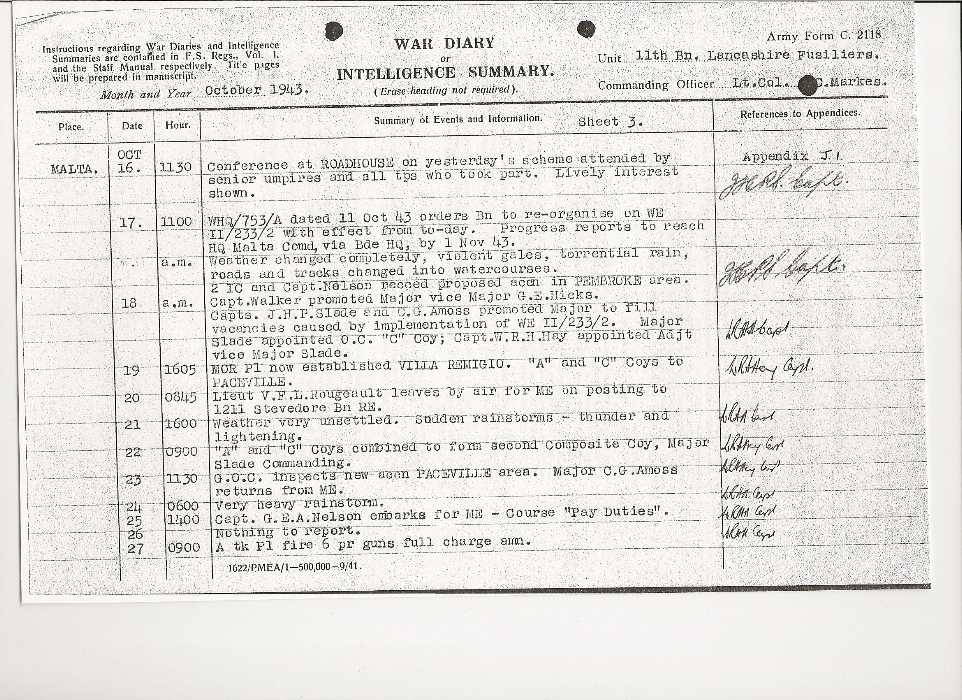 Instructions regarding War Diaries and Intelligence
Summaries are contained in F.S. Regs., Vol. I.
and the Staff Manual respectively. Title pages
will be prepared in manuscript.
Month and Year October 1943.
WAR DIARY
or
INTELLIGENCE SUMMARY.
(Erase heading not required).
Army Form C. 2118
Unit 11th Bn. Lancashire Fusiliers.
Commanding Officer Lt.Col. C.Markes.
Place. Date Hour. Summary of Events and Information. Sheet 3. References to Appendices.
OCT
MALTA. 16. 1130 Conference at ROADHOUSE on yesterday's scheme attended by Appendix J.1
senior umpires and all tps who took part. Lively interest
shown. Capt.
17. 1100 WHQ/753/A dated 11 Oct 43 orders Bn to re-organise on WE
II/233/2 with effect from to-day. Progress reports to reach
HQ Malta Comd, via Bde HQ, by 1 Nov 43.
a.m. Weather changed completely, violent gales, torrential rain,
roads and tracks changed into watercourses. Capt.
2 IC and Capt.Nelson recced proposed accn in PEMBROKE area.
18 a.m. Capt.Walker promoted Major vice Major G.E.Hicks.
Capts. J.H.P.Slade and C.G.Amoss promoted Major to fill
vacancies caused by implementation of WE II/233/2. Major
Slade appointed O.C. "C" Coy; Capt.W.R.H.Hay appointed Adjt Capt
vice Major Slade.
19 1605 MOR Pl now established VILLA REMIGIO. "A" and "C" Coys to WRHHay Capt.
PACEVILLE.
20 0845 Lieut V.F.L.Rougeault leaves by air for ME on posting to
1211 Stevedore Bn RE.
21 1600 Weather very unsettled. Sudden rainstorms - thunder and Capt
lightening.
22 0900 "A" and "C" Coys combined to form second Composite Coy, Major WRHHay Capt
Slade Commanding.
23 1130 G.O.C. inspects new accn PACEVILLE area. Major C.G.Amoss WRHHay Capt
returns from ME.
24 0600 Very heavy rainstorm. Capt
25 1400 Capt. G.E.A.Nelson embarks for ME - Course "Pay Duties". Capt
26 Nothing to report.
27 0900 A tk Pl fire 6 pr guns full charge amn. Capt
1622/PMEA/1—500,000—9/41.